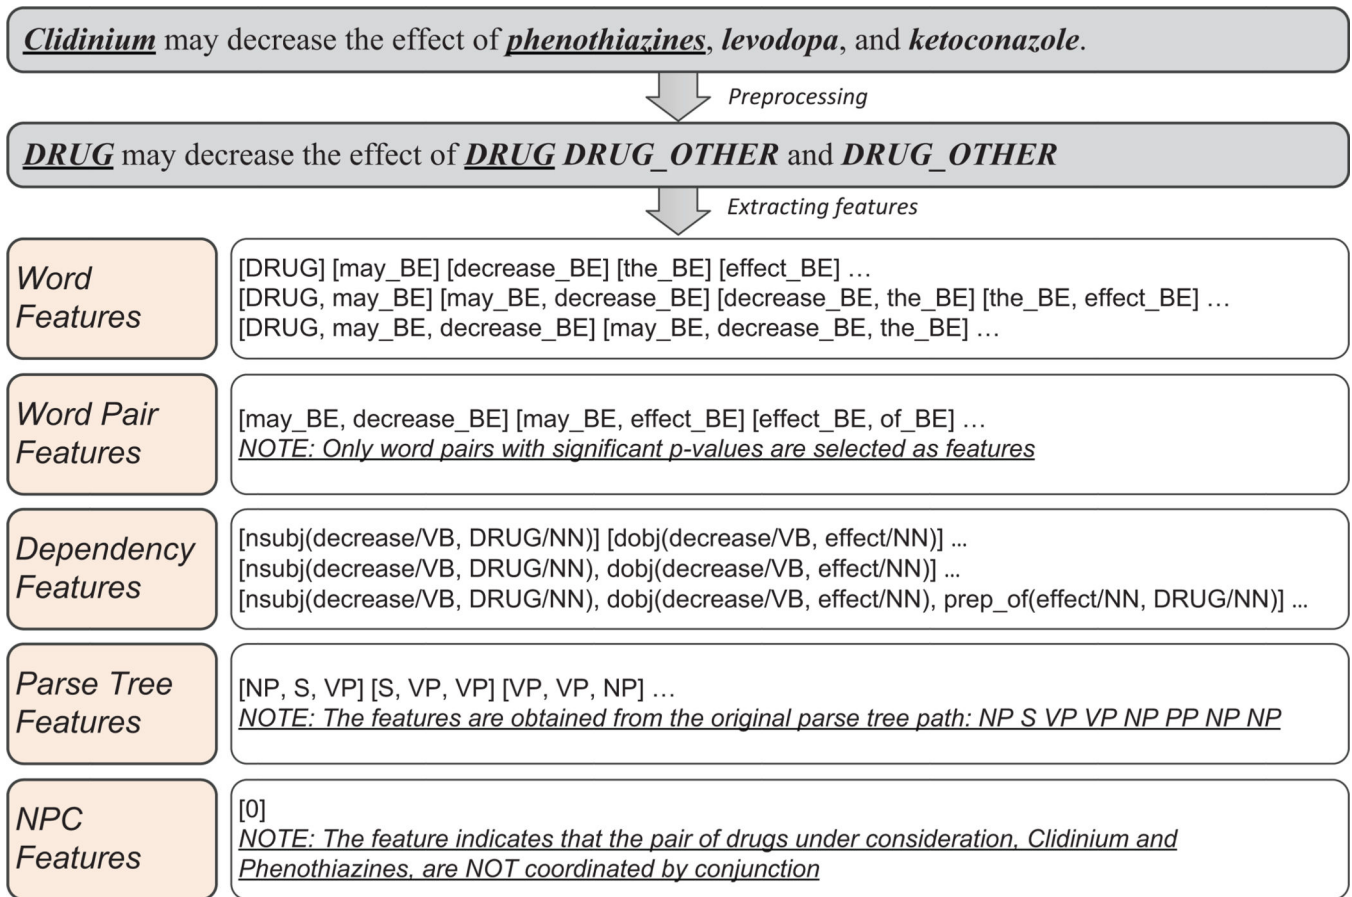 Clidinium may decrease the effect of phenothiazines, levodopa, and ketoconazole.
Preprocessing
DRUG may decrease the effect of DRUG DRUG_OTHER and DRUG_OTHER
Extracting features
Word
Features
[DRUG] [may_BE] [decrease_BE] [the_BE] [effect_BE] …
[DRUG, may_BE] [may_BE, decrease_BE] [decrease_BE, the_BE] [the_BE, effect_BE] …
[DRUG, may_BE, decrease_BE] [may_BE, decrease_BE, the_BE] …
Word Pair
Features
[may_BE, decrease_BE] [may_BE, effect_BE] [effect_BE, of_BE] …
NOTE: Only word pairs with significant p-values are selected as features
Dependency
Features
[nsubj(decrease/VB, DRUG/NN)] [dobj(decrease/VB, effect/NN)] ...
[nsubj(decrease/VB, DRUG/NN), dobj(decrease/VB, effect/NN)] ...
[nsubj(decrease/VB, DRUG/NN), dobj(decrease/VB, effect/NN), prep_of(effect/NN, DRUG/NN)] ...
Parse Tree
Features
[NP, S, VP] [S, VP, VP] [VP, VP, NP] …
NOTE: The features are obtained from the original parse tree path: NP S VP VP NP PP NP NP
NPC
Features
[0]
NOTE: The feature indicates that the pair of drugs under consideration, Clidinium and
Phenothiazines, are NOT coordinated by conjunction